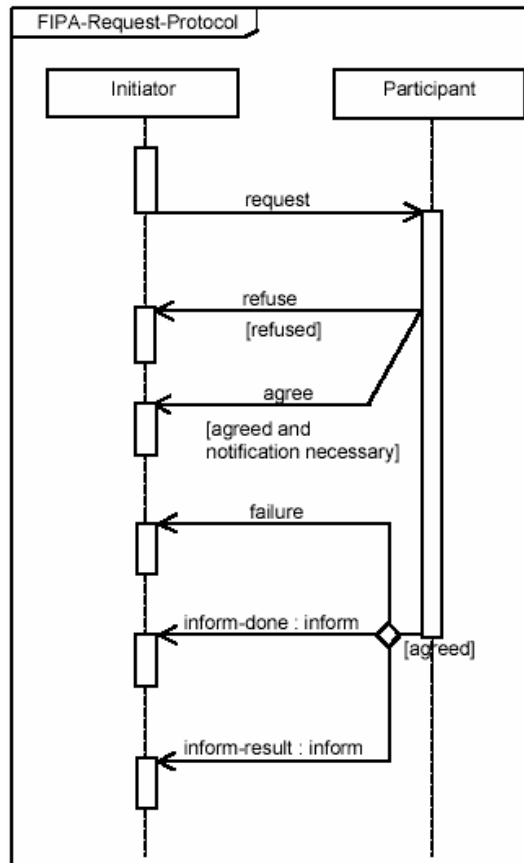 FIPA-Request-Protocol
Initiator
Participant
request
refuse
[refused]
agree
[agreed and
notification necessary]
failure
inform-done : inform
[agreed]
inform-result : inform